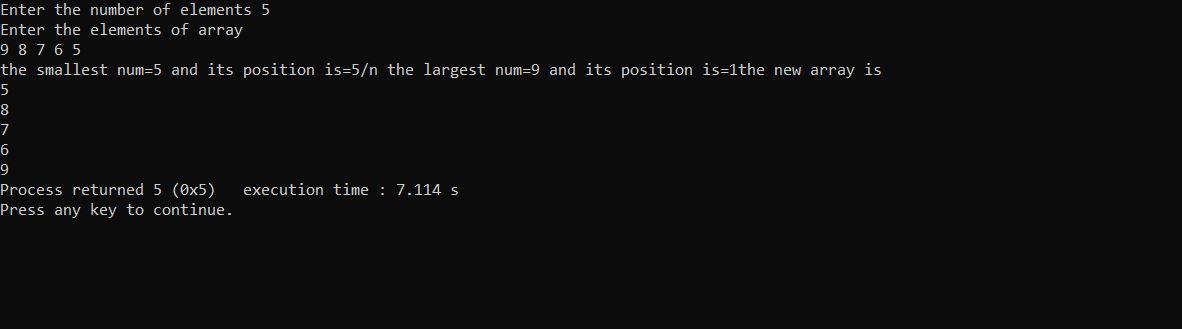 Enter the number of elements 5
Enter the elements of array
9 8 7 6 5
the smallest num=5 and its position is=5/n the largest num=9 and its position is=1the new array is
5
8
7
6
9
Process returned 5 (0x5)   execution time : 7.114 s
Press any key to continue.